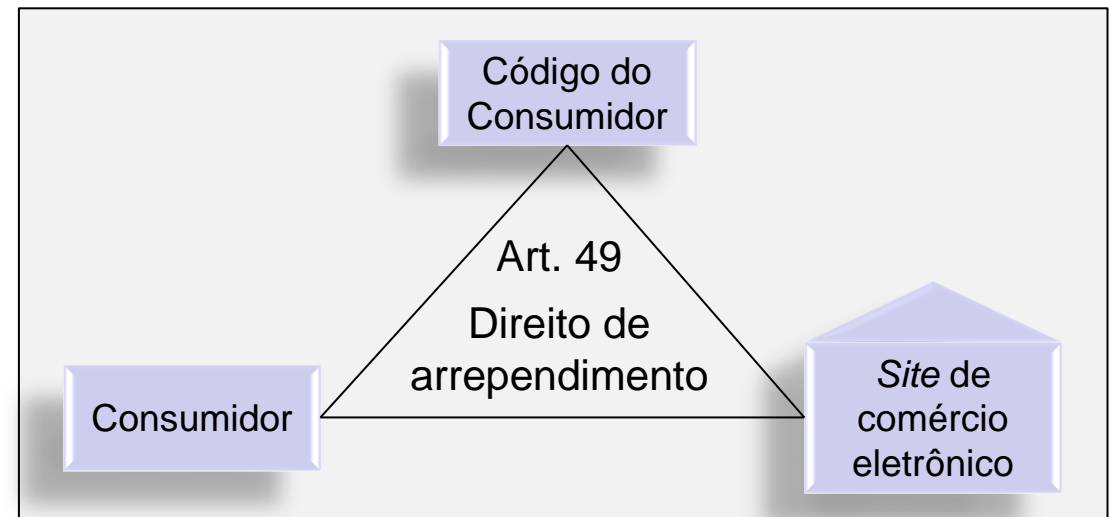 Código do
Consumidor
Art. 49
Direito de
arrependimento
Consumidor
Site de
comércio
eletrônico